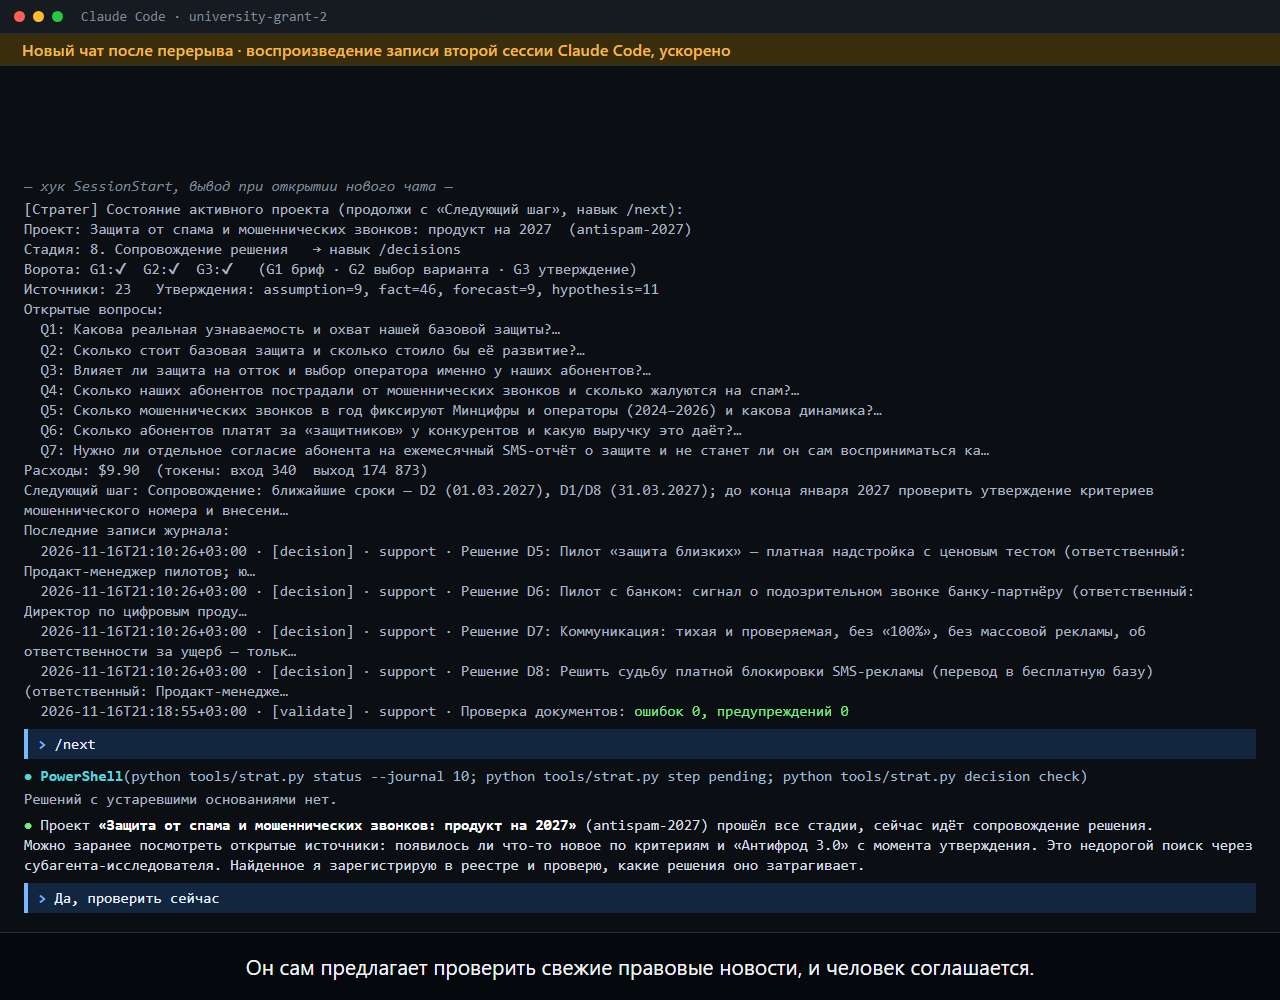 Claude Code · university-grant-2
Новый чат после перерыва · воспроизведение записи второй сессии Claude Code, ускорено
— хук SessionStart, вывод при открытии нового чата —
[Стратег] Состояние активного проекта (продолжи с «Следующий шаг», навык /next):
Проект: Защита от спама и мошеннических звонков: продукт на 2027  (antispam-2027)
Стадия: 8. Сопровождение решения   → навык /decisions
Ворота: G1:✓  G2:✓  G3:✓   (G1 бриф · G2 выбор варианта · G3 утверждение)
Источники: 23   Утверждения: assumption=9, fact=46, forecast=9, hypothesis=11
Открытые вопросы:
  Q1: Какова реальная узнаваемость и охват нашей базовой защиты?…
  Q2: Сколько стоит базовая защита и сколько стоило бы её развитие?…
  Q3: Влияет ли защита на отток и выбор оператора именно у наших абонентов?…
  Q4: Сколько наших абонентов пострадали от мошеннических звонков и сколько жалуются на спам?…
  Q5: Сколько мошеннических звонков в год фиксируют Минцифры и операторы (2024–2026) и какова динамика?…
  Q6: Сколько абонентов платят за «защитников» у конкурентов и какую выручку это даёт?…
  Q7: Нужно ли отдельное согласие абонента на ежемесячный SMS-отчёт о защите и не станет ли он сам восприниматься ка…
Расходы: $9.90  (токены: вход 340  выход 174 873)
Следующий шаг: Сопровождение: ближайшие сроки — D2 (01.03.2027), D1/D8 (31.03.2027); до конца января 2027 проверить утверждение критериев
мошеннического номера и внесени…
Последние записи журнала:
  2026-11-16T21:10:26+03:00 · [decision] · support · Решение D5: Пилот «защита близких» — платная надстройка с ценовым тестом (ответственный:
Продакт-менеджер пилотов; ю…
  2026-11-16T21:10:26+03:00 · [decision] · support · Решение D6: Пилот с банком: сигнал о подозрительном звонке банку-партнёру (ответственный:
Директор по цифровым проду…
  2026-11-16T21:10:26+03:00 · [decision] · support · Решение D7: Коммуникация: тихая и проверяемая, без «100%», без массовой рекламы, об
ответственности за ущерб — тольк…
  2026-11-16T21:10:26+03:00 · [decision] · support · Решение D8: Решить судьбу платной блокировки SMS-рекламы (перевод в бесплатную базу)
(ответственный: Продакт-менедже…
  2026-11-16T21:18:55+03:00 · [validate] · support · Проверка документов: ошибок 0, предупреждений 0
> /next
● PowerShell(python tools/strat.py status --journal 10; python tools/strat.py step pending; python tools/strat.py decision check)
Решений с устаревшими основаниями нет.
● Проект «Защита от спама и мошеннических звонков: продукт на 2027» (antispam-2027) прошёл все стадии, сейчас идёт сопровождение решения.
Можно заранее посмотреть открытые источники: появилось ли что-то новое по критериям и «Антифрод 3.0» с момента утверждения. Это недорогой поиск через
субагента-исследователя. Найденное я зарегистрирую в реестре и проверю, какие решения оно затрагивает.
> Да, проверить сейчас
Он сам предлагает проверить свежие правовые новости, и человек соглашается.